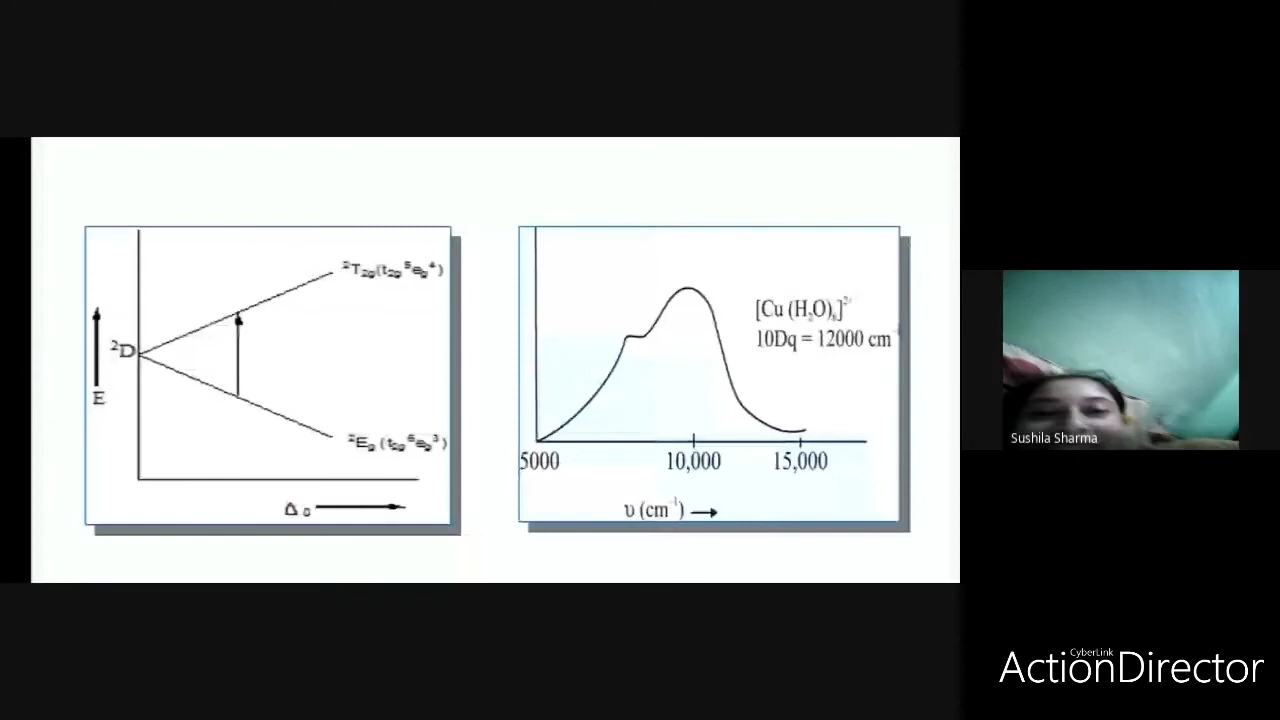 ²T₂g(t₂g⁵eg⁴)
²D
E
²Eg (t₂g⁶eg³)
Δ₀
[Cu (H₂O)₆]²⁺
10Dq = 12000 cm⁻¹
5000 10,000 15,000
υ (cm⁻¹)
Sushila Sharma
CyberLink
ActionDirector